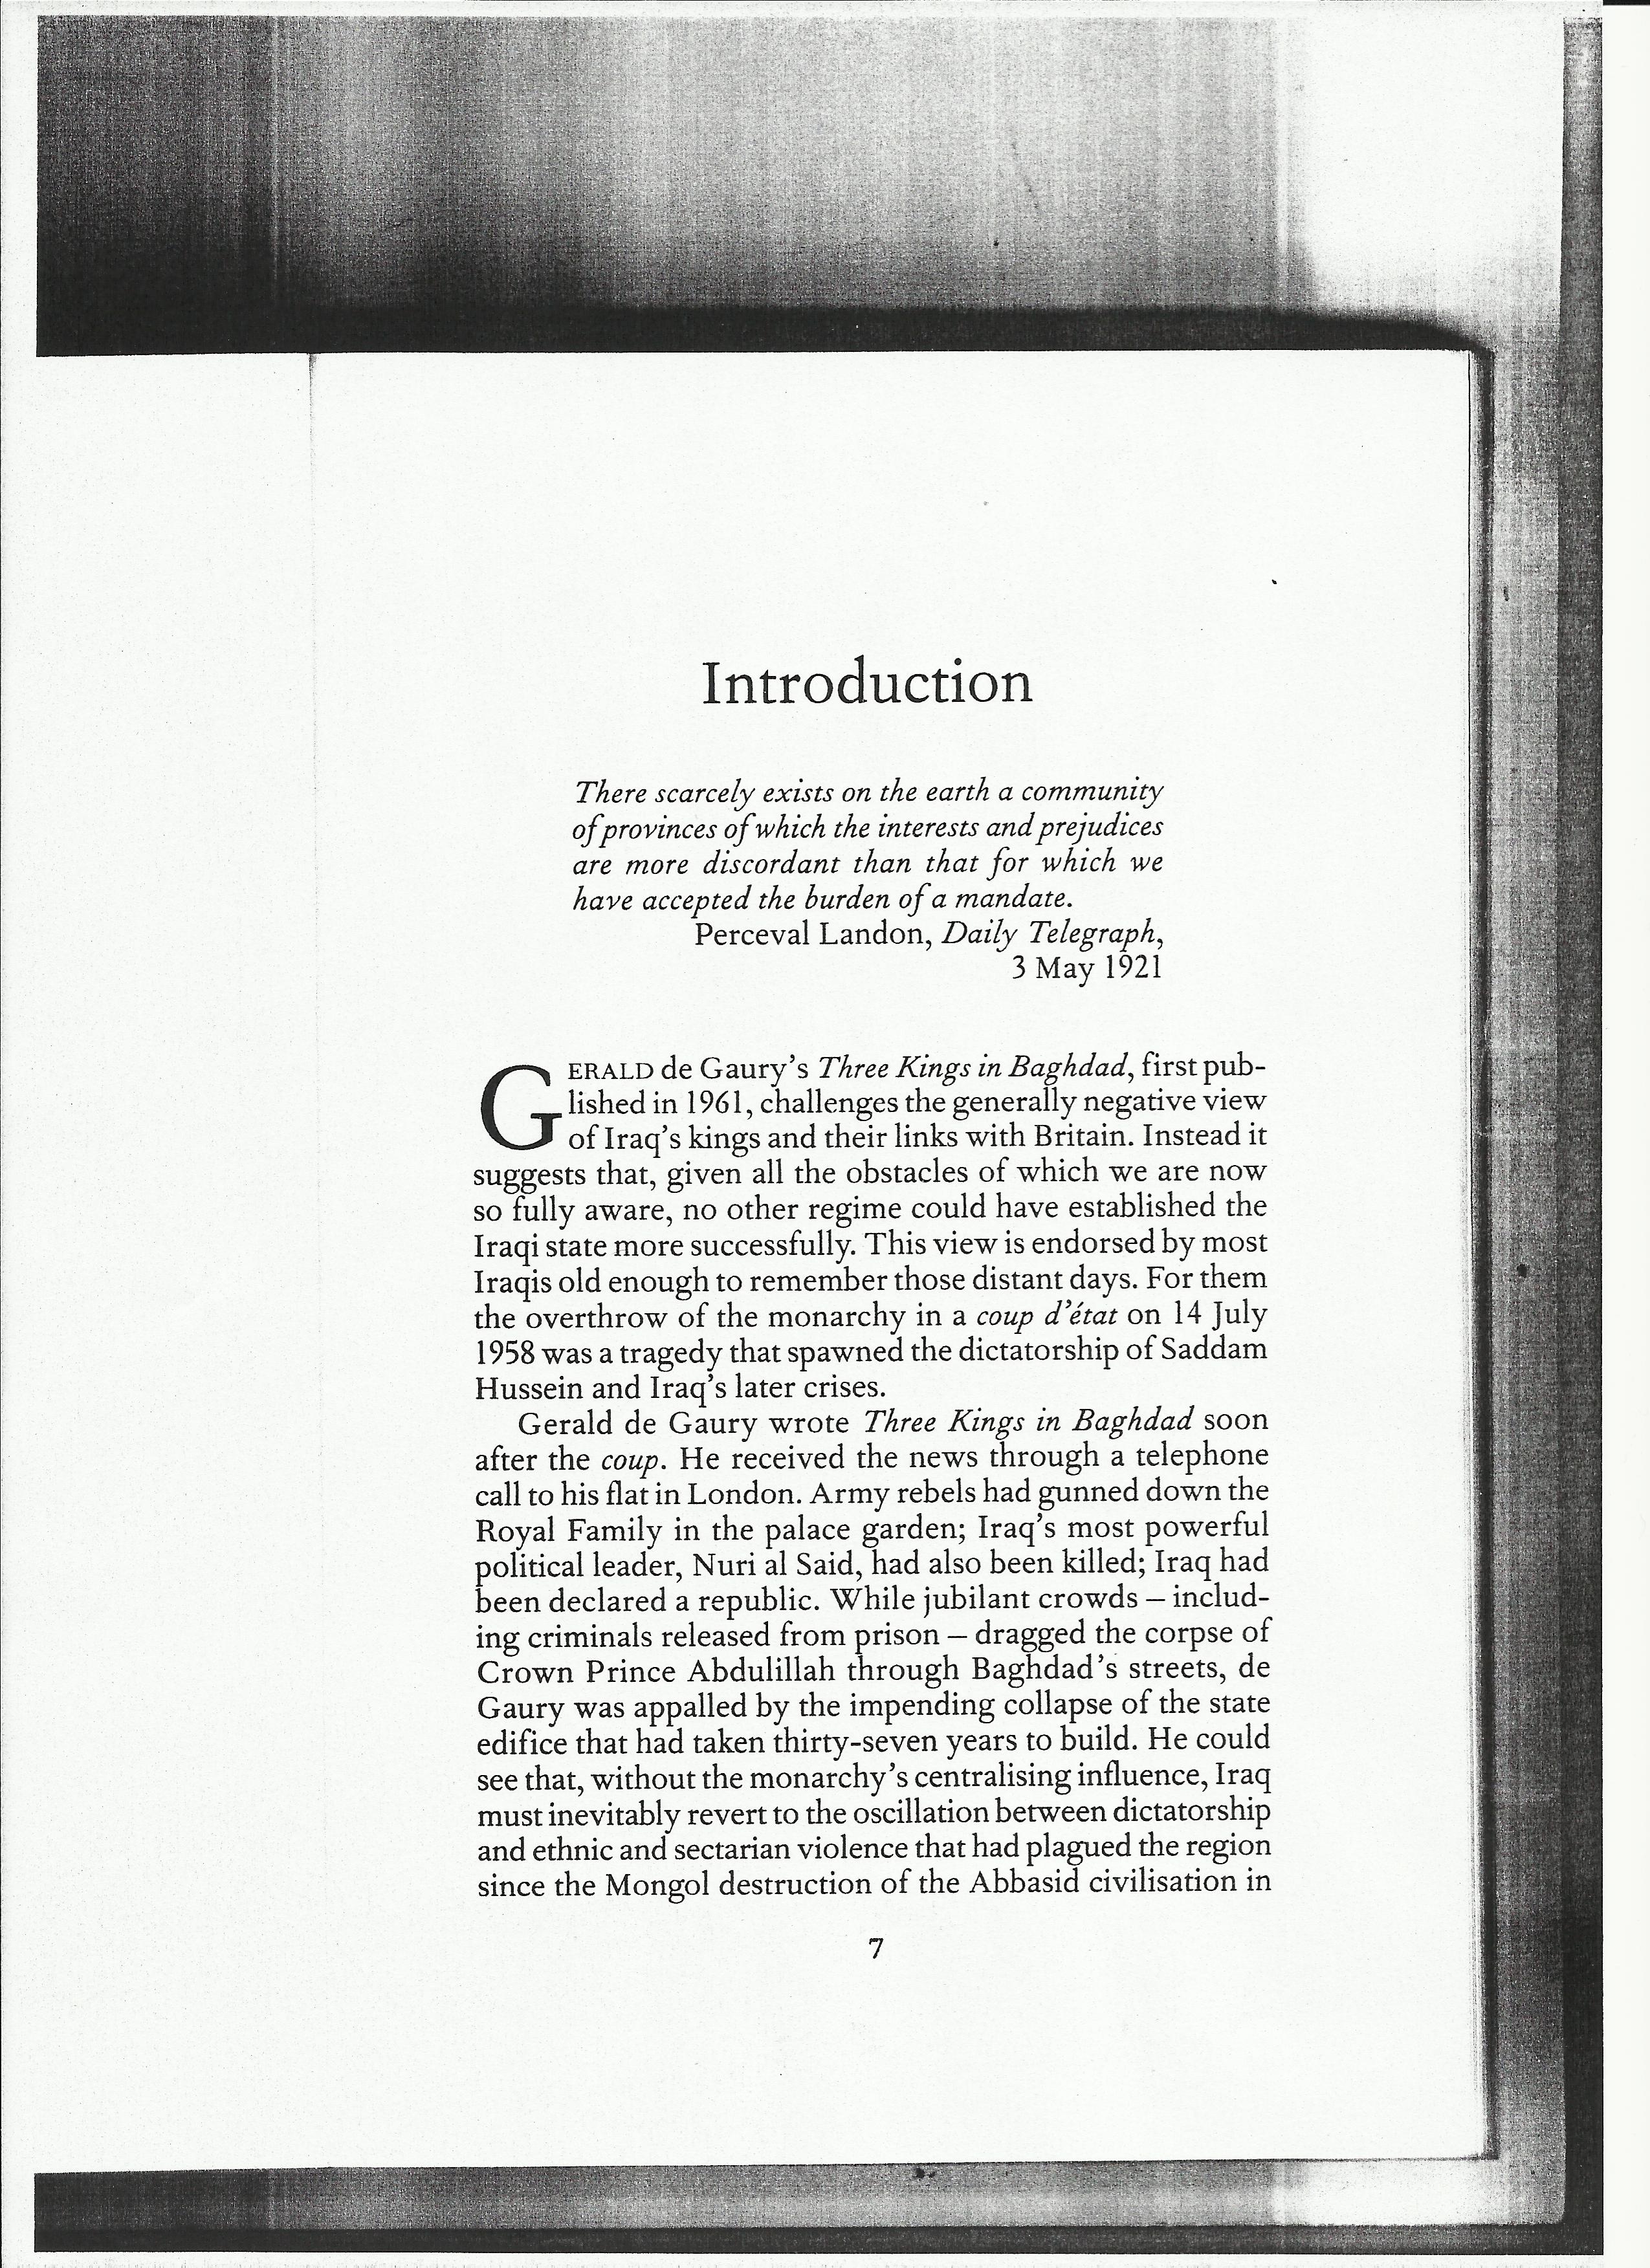 Introduction
There scarcely exists on the earth a community
of provinces of which the interests and prejudices
are more discordant than that for which we
have accepted the burden of a mandate.
Perceval Landon, Daily Telegraph,
3 May 1921
GERALD de Gaury's Three Kings in Baghdad, first pub-
lished in 1961, challenges the generally negative view
of Iraq's kings and their links with Britain. Instead it
suggests that, given all the obstacles of which we are now
so fully aware, no other regime could have established the
Iraqi state more successfully. This view is endorsed by most
Iraqis old enough to remember those distant days. For them
the overthrow of the monarchy in a coup d'état on 14 July
1958 was a tragedy that spawned the dictatorship of Saddam
Hussein and Iraq's later crises.
Gerald de Gaury wrote Three Kings in Baghdad soon
after the coup. He received the news through a telephone
call to his flat in London. Army rebels had gunned down the
Royal Family in the palace garden; Iraq's most powerful
political leader, Nuri al Said, had also been killed; Iraq had
been declared a republic. While jubilant crowds – includ-
ing criminals released from prison – dragged the corpse of
Crown Prince Abdulillah through Baghdad's streets, de
Gaury was appalled by the impending collapse of the state
edifice that had taken thirty-seven years to build. He could
see that, without the monarchy's centralising influence, Iraq
must inevitably revert to the oscillation between dictatorship
and ethnic and sectarian violence that had plagued the region
since the Mongol destruction of the Abbasid civilisation in
7